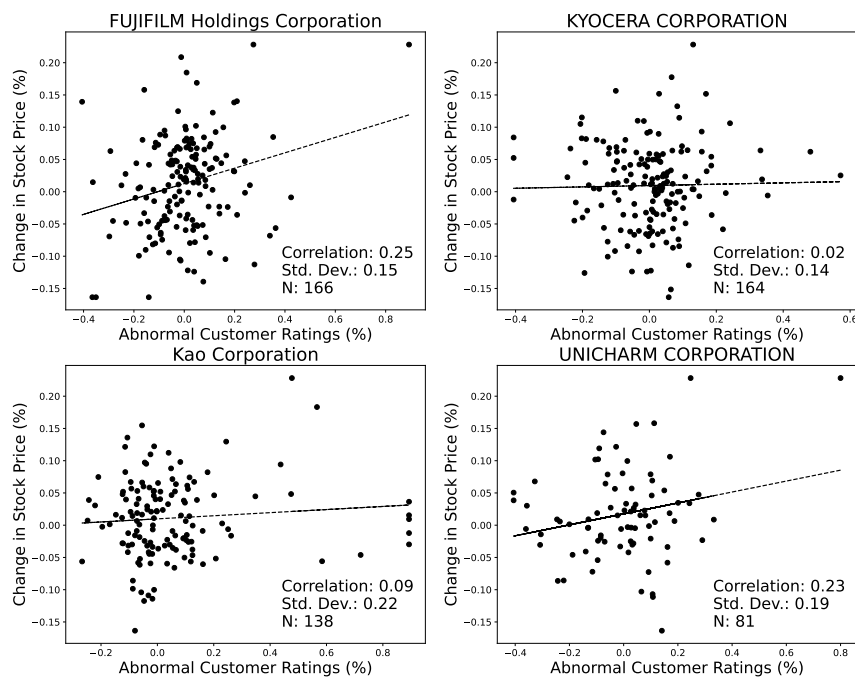 FUJIFILM Holdings Corporation
Change in Stock Price (%)
0.20
0.15
0.10
0.05
0.00
−0.05
−0.10
−0.15
Correlation: 0.25
Std. Dev.: 0.15
N: 166
−0.4 −0.2 0.0 0.2 0.4 0.6 0.8
Abnormal Customer Ratings (%)
KYOCERA CORPORATION
Change in Stock Price (%)
0.20
0.15
0.10
0.05
0.00
−0.05
−0.10
−0.15
Correlation: 0.02
Std. Dev.: 0.14
N: 164
−0.4 −0.2 0.0 0.2 0.4 0.6
Abnormal Customer Ratings (%)
Kao Corporation
Change in Stock Price (%)
0.20
0.15
0.10
0.05
0.00
−0.05
−0.10
−0.15
Correlation: 0.09
Std. Dev.: 0.22
N: 138
−0.2 0.0 0.2 0.4 0.6 0.8
Abnormal Customer Ratings (%)
UNICHARM CORPORATION
Change in Stock Price (%)
0.20
0.15
0.10
0.05
0.00
−0.05
−0.10
−0.15
Correlation: 0.23
Std. Dev.: 0.19
N: 81
−0.4 −0.2 0.0 0.2 0.4 0.6 0.8
Abnormal Customer Ratings (%)